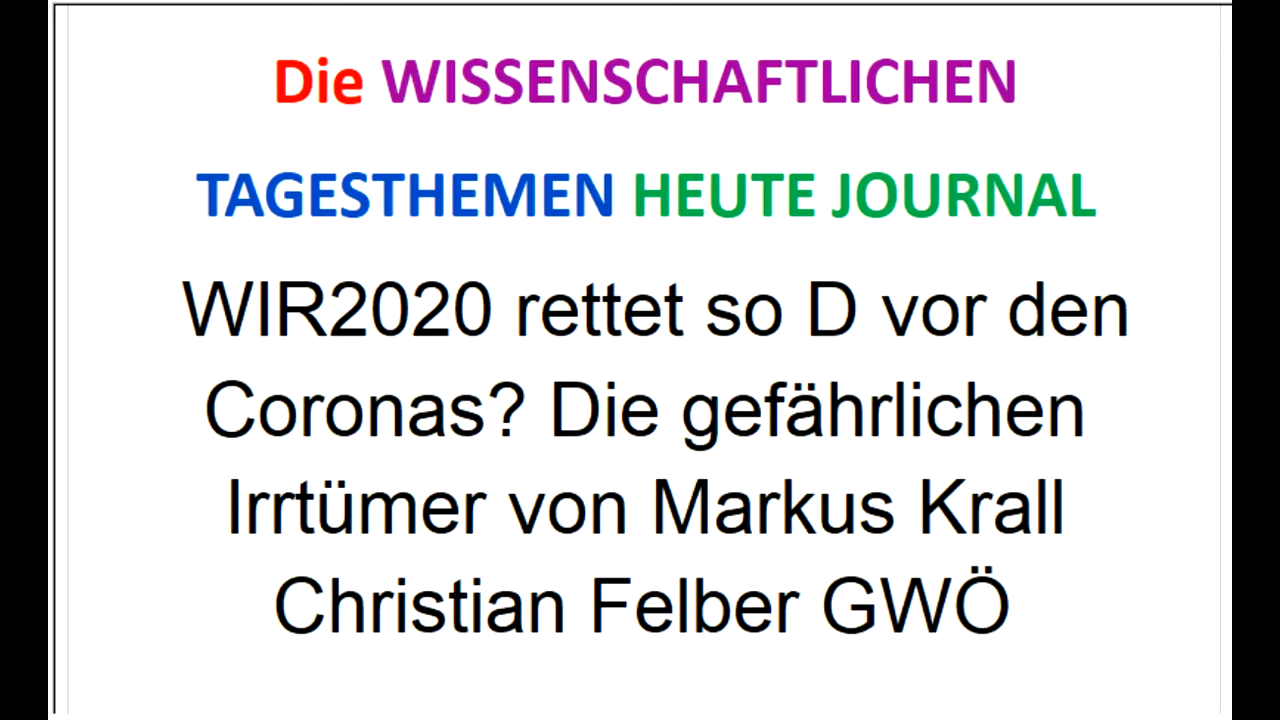 Die WISSENSCHAFTLICHEN
TAGESTHEMEN HEUTE JOURNAL
WIR2020 rettet so D vor den
Coronas? Die gefährlichen
Irrtümer von Markus Krall
Christian Felber GWÖ